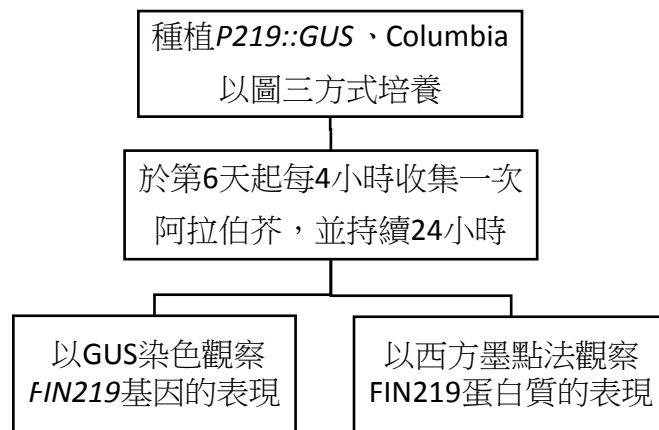 種植P219::GUS、Columbia
以圖三方式培養
於第6天起每4小時收集一次
阿拉伯芥，並持續24小時
以GUS染色觀察
FIN219基因的表現
以西方墨點法觀察
FIN219蛋白質的表現